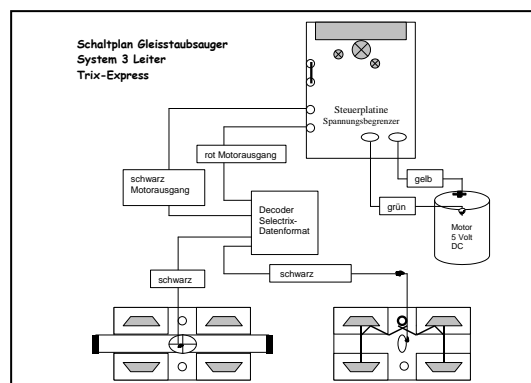 Schaltplan Gleisstaubsauger
System 3 Leiter
Trix-Express
Steuerplatine
Spannungsbegrenzer
rot Motorausgang
schwarz
Motorausgang
gelb
grün
Decoder
Selectrix-
Datenformat
Motor
5 Volt
DC
schwarz
schwarz